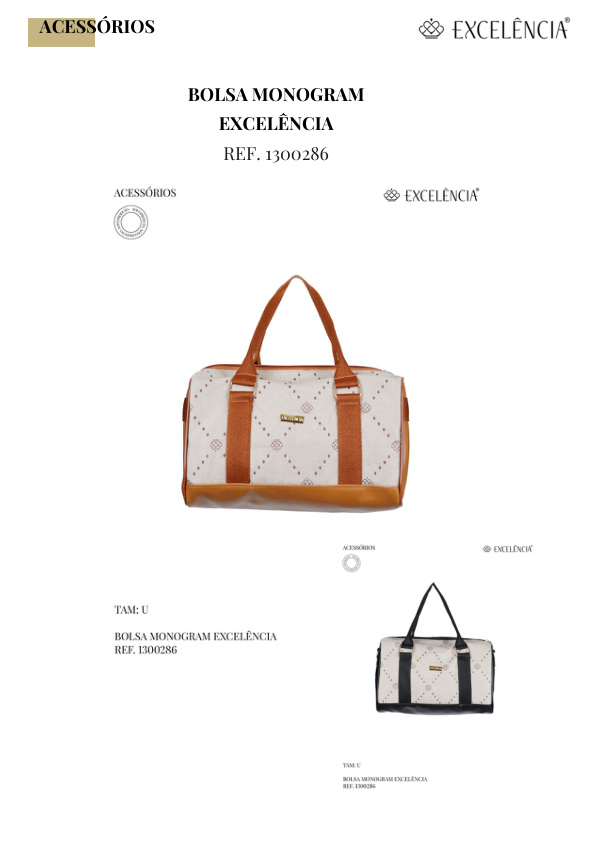 ACESSÓRIOS
EXCELÊNCIA®
BOLSA MONOGRAM
EXCELÊNCIA
REF. 1300286
ACESSÓRIOS
EXCELÊNCIA®
ACESSÓRIOS
EXCELÊNCIA
TAM: U
BOLSA MONOGRAM EXCELÊNCIA
REF. 1300286
TAM: U
BOLSA MONOGRAM EXCELÊNCIA
REF. 1300286